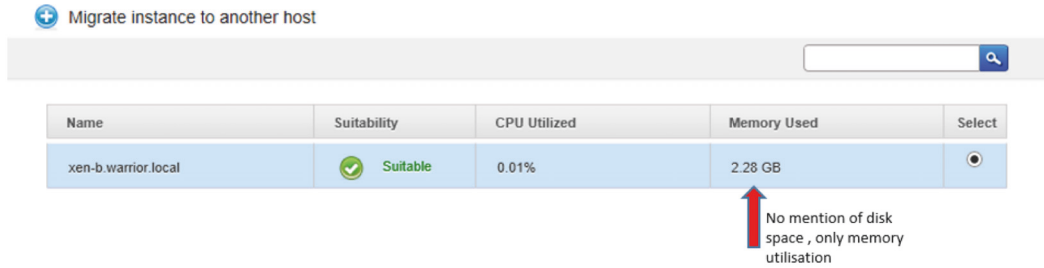 Migrate instance to another host
Name Suitability CPU Utilized Memory Used Select
xen-b.warrior.local Suitable 0.01% 2.28 GB
No mention of disk
space , only memory
utilisation